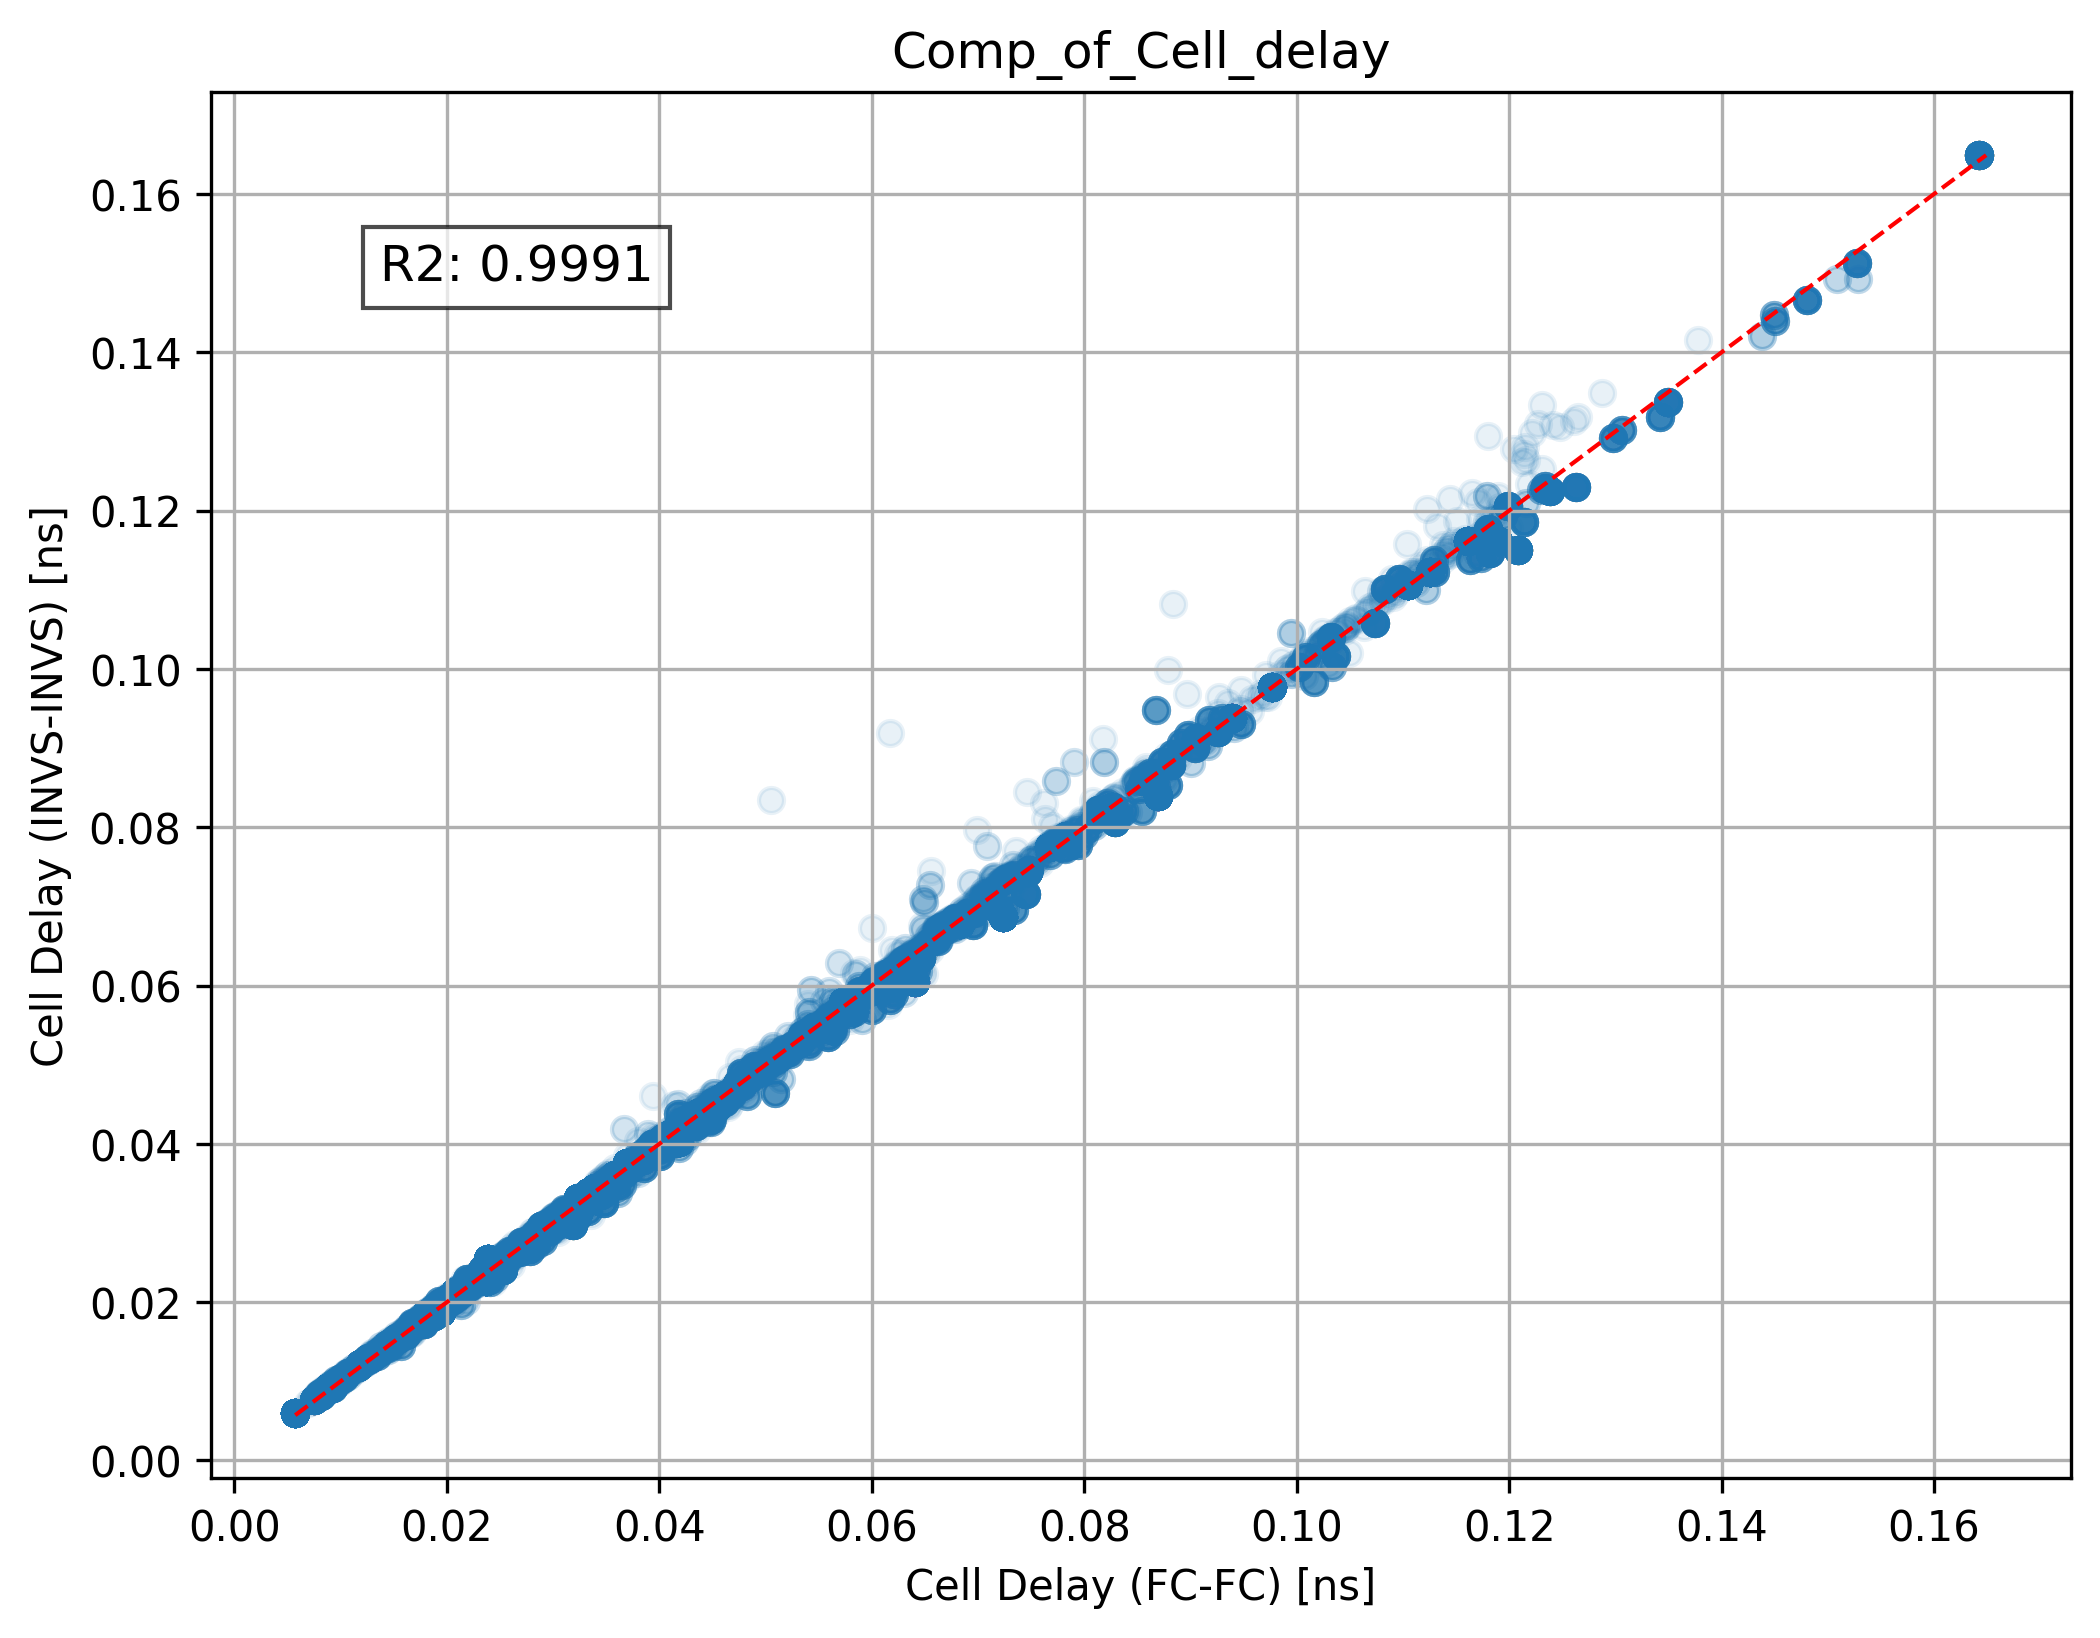 Comp_of_Cell_delay
R2: 0.9991
Cell Delay (INVS-INVS) [ns]
0.16
0.14
0.12
0.10
0.08
0.06
0.04
0.02
0.00
0.00 0.02 0.04 0.06 0.08 0.10 0.12 0.14 0.16
Cell Delay (FC-FC) [ns]